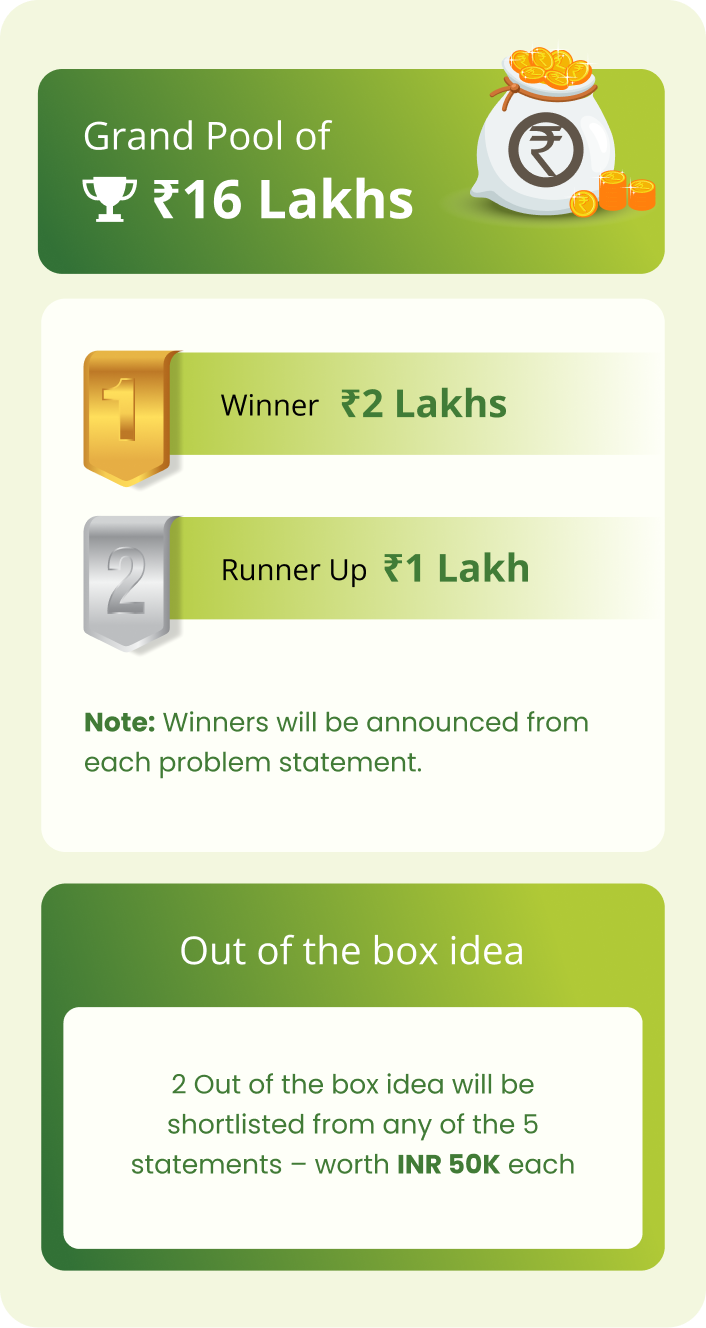 Grand Pool of
₹16 Lakhs
₹
1
Winner ₹2 Lakhs
2
Runner Up ₹1 Lakh
Note: Winners will be announced from
each problem statement.
Out of the box idea
2 Out of the box idea will be
shortlisted from any of the 5
statements – worth INR 50K each